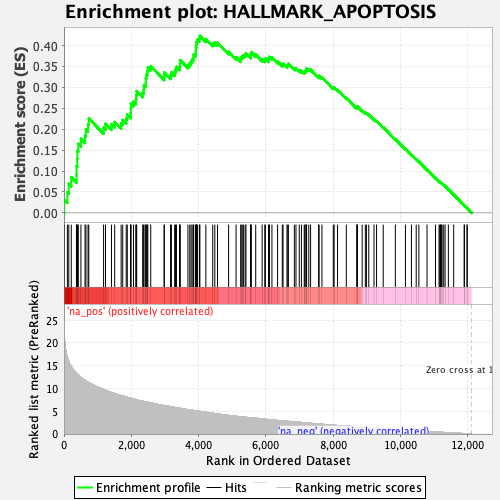 Enrichment plot: HALLMARK_APOPTOSIS
Enrichment score (ES)
0.40
0.35
0.30
0.25
0.20
0.15
0.10
0.05
0.00
'na_pos' (positively correlated)
Ranked list metric (PreRanked)
25
20
15
10
5
0
Zero cross at 1
'na_neg' (negatively correlated)
0
2,000
4,000
6,000
8,000
10,000
12,000
Rank in Ordered Dataset
Enrichment profile
Hits
Ranking metric scores